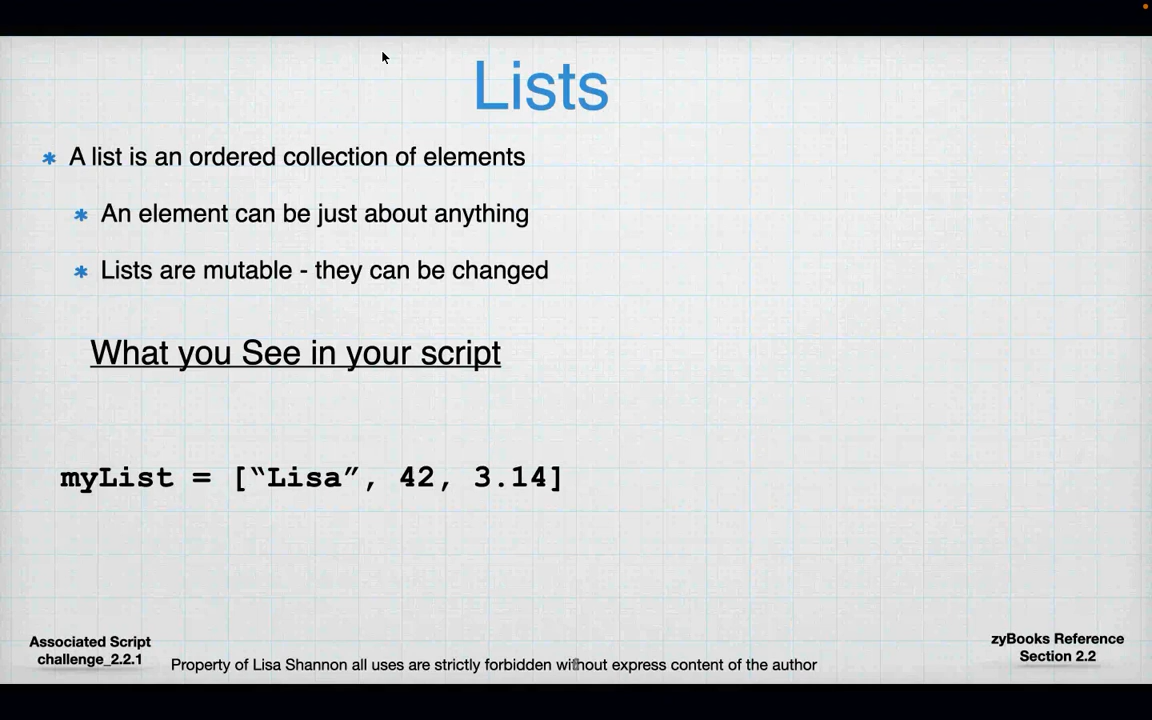 Lists
* A list is an ordered collection of elements
* An element can be just about anything
* Lists are mutable - they can be changed
What you See in your script
myList = [“Lisa”, 42, 3.14]
Associated Script
challenge_2.2.1
Property of Lisa Shannon all uses are strictly forbidden without express content of the author
zyBooks Reference
Section 2.2